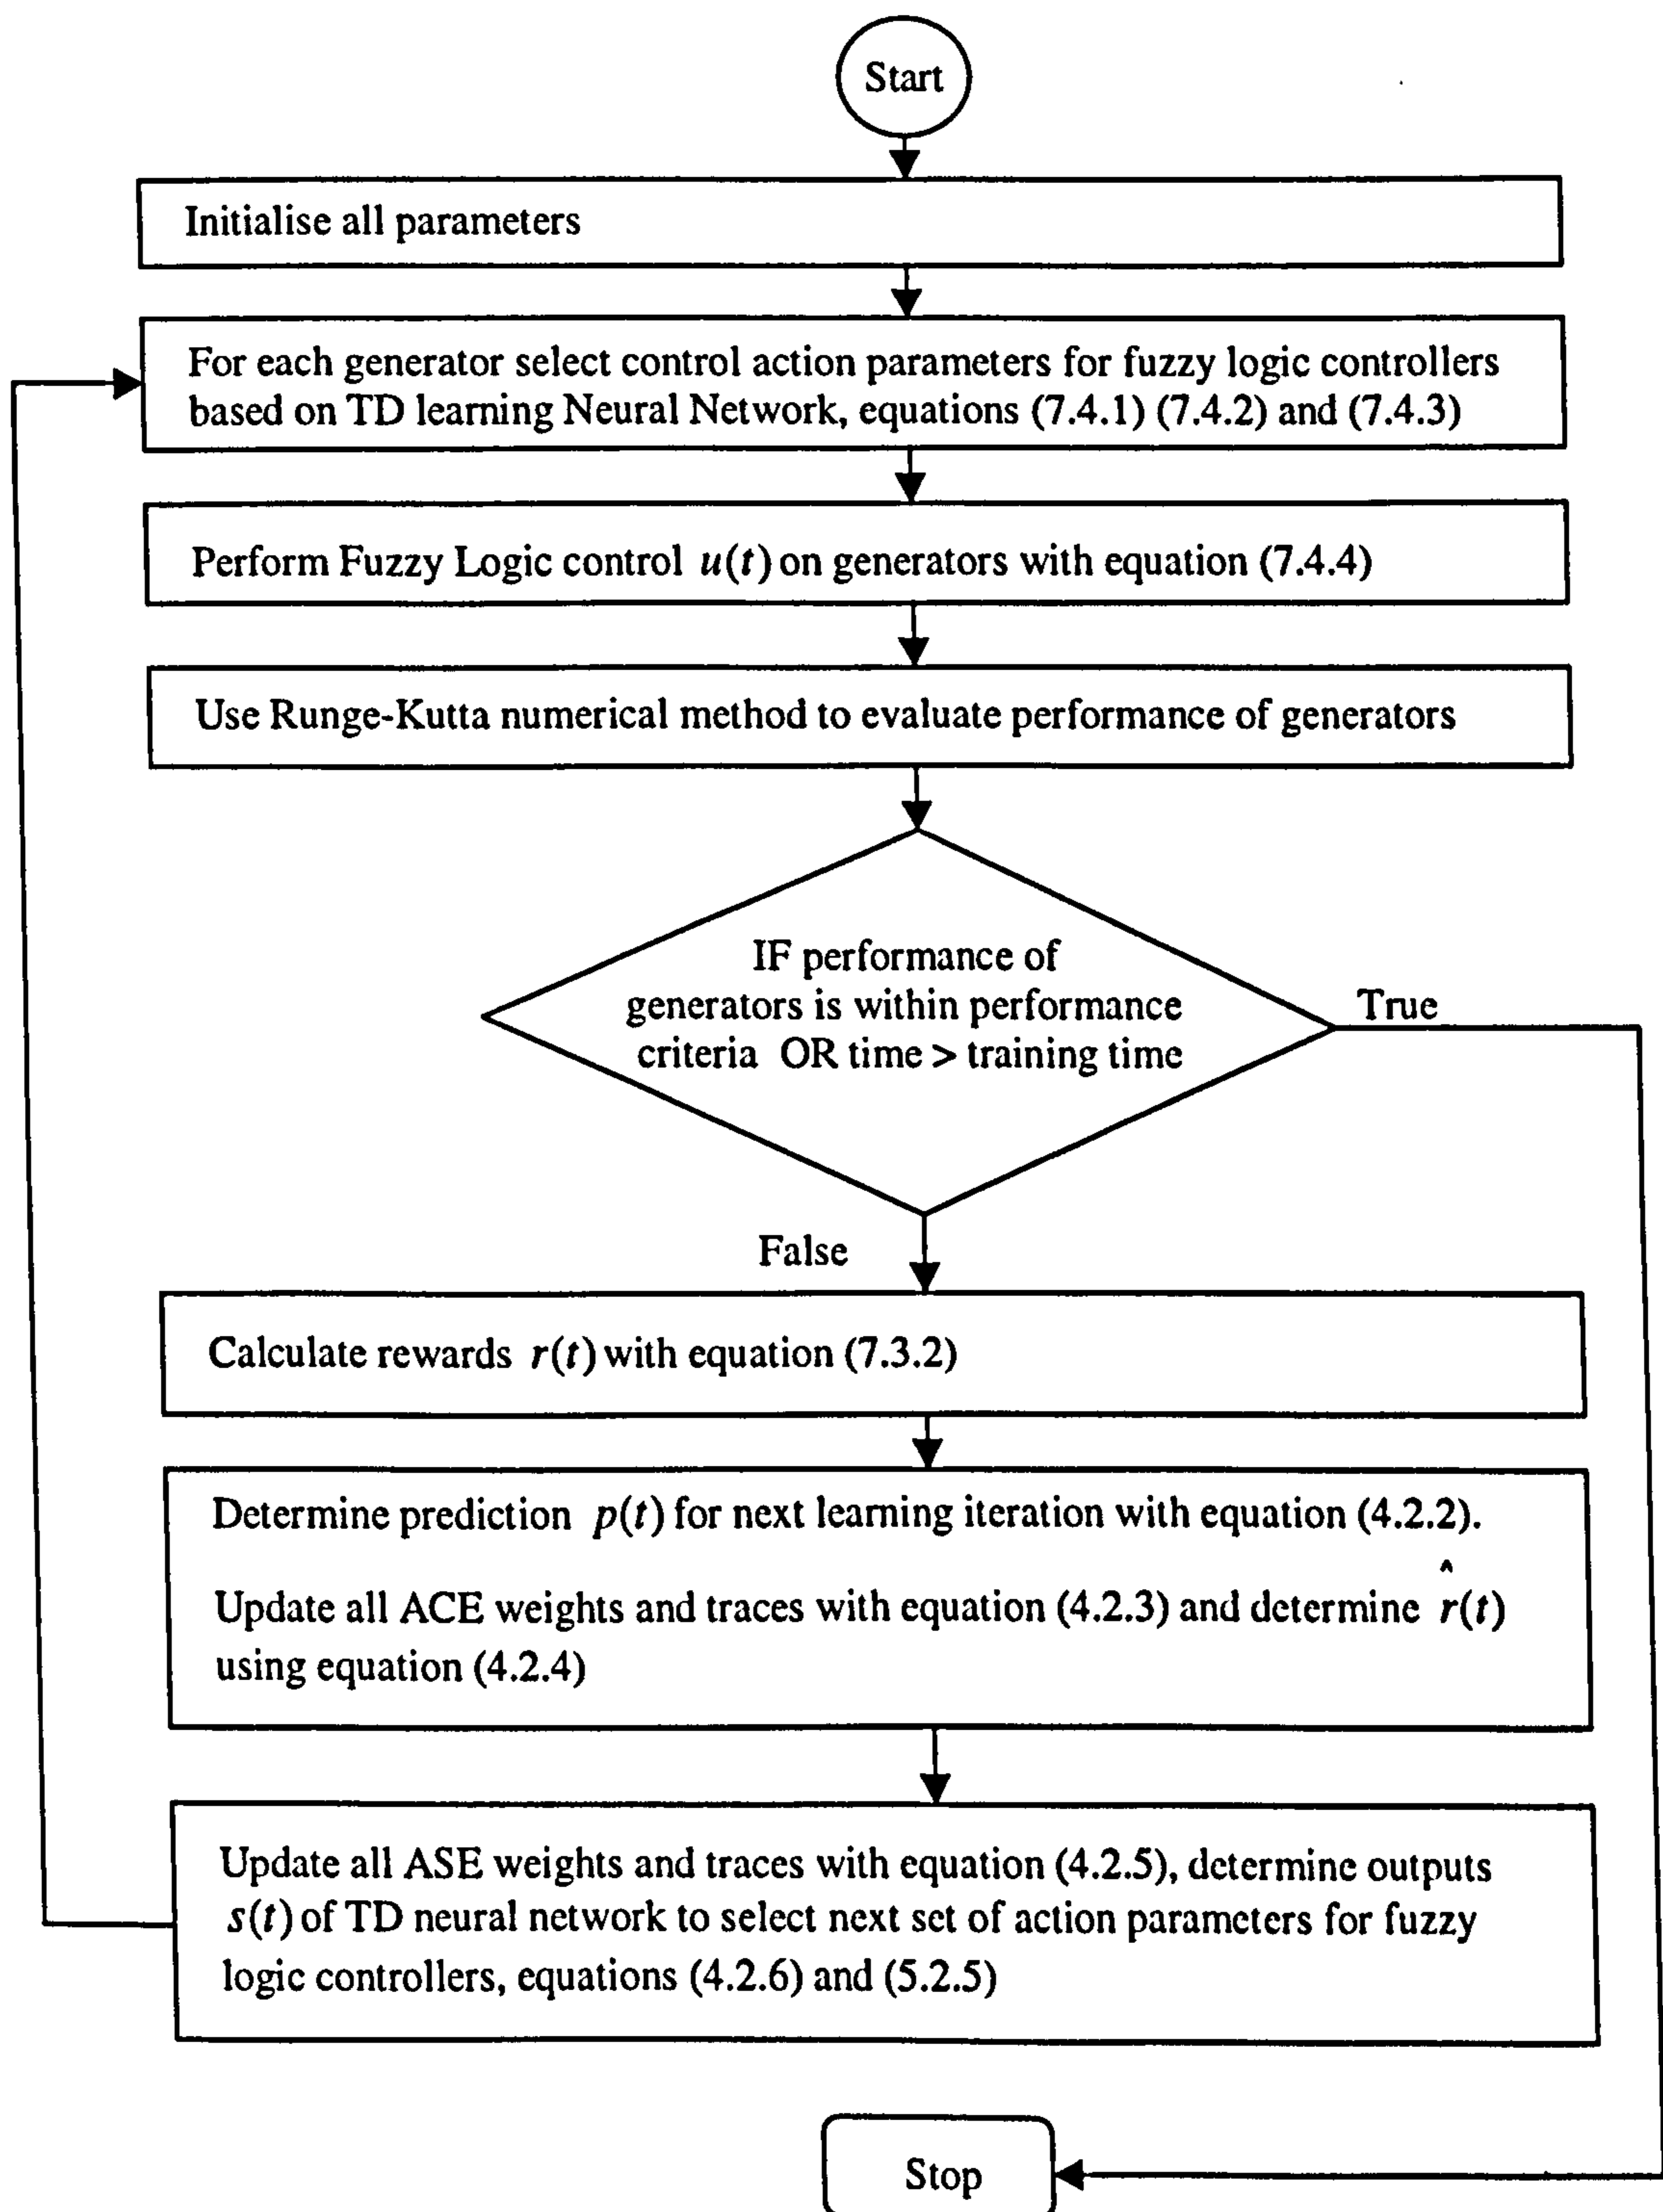 Start
Initialise all parameters
For each generator select control action parameters for fuzzy logic controllers
based on TD learning Neural Network, equations (7.4.1) (7.4.2) and (7.4.3)
Perform Fuzzy Logic control u(t) on generators with equation (7.4.4)
Use Runge-Kutta numerical method to evaluate performance of generators
IF performance of
generators is within performance
criteria OR time > training time
True
False
Calculate rewards r(t) with equation (7.3.2)
Determine prediction p(t) for next learning iteration with equation (4.2.2).
Update all ACE weights and traces with equation (4.2.3) and determine r̂(t)
using equation (4.2.4)
Update all ASE weights and traces with equation (4.2.5), determine outputs
s(t) of TD neural network to select next set of action parameters for fuzzy
logic controllers, equations (4.2.6) and (5.2.5)
Stop